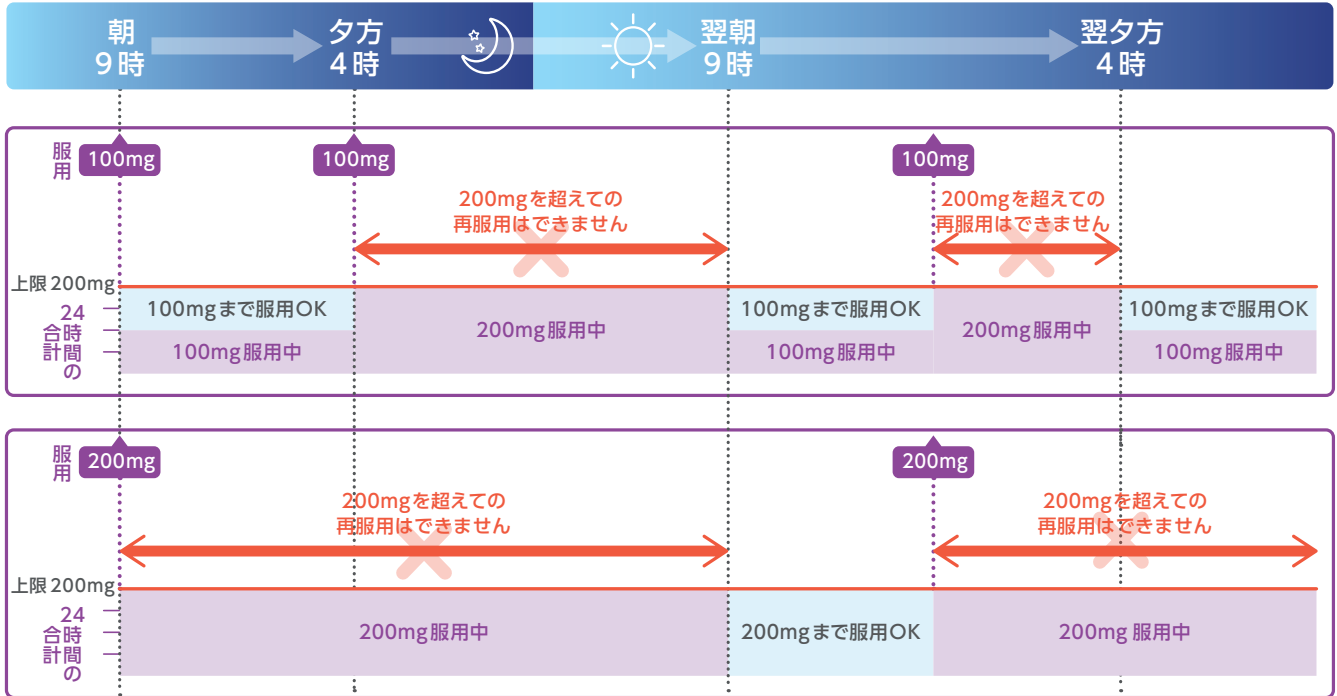 朝
9時
夕方
4時
翌朝
9時
翌夕方
4時
服用
100mg
100mg
100mg
200mgを超えての
再服用はできません
200mgを超えての
再服用はできません
上限200mg
24時間の
合計
100mgまで服用OK
100mg服用中
200mg服用中
100mgまで服用OK
100mg服用中
200mg服用中
100mgまで服用OK
100mg服用中
服用
200mg
200mg
200mgを超えての
再服用はできません
200mgを超えての
再服用はできません
上限200mg
24時間の
合計
200mg服用中
200mgまで服用OK
200mg 服用中